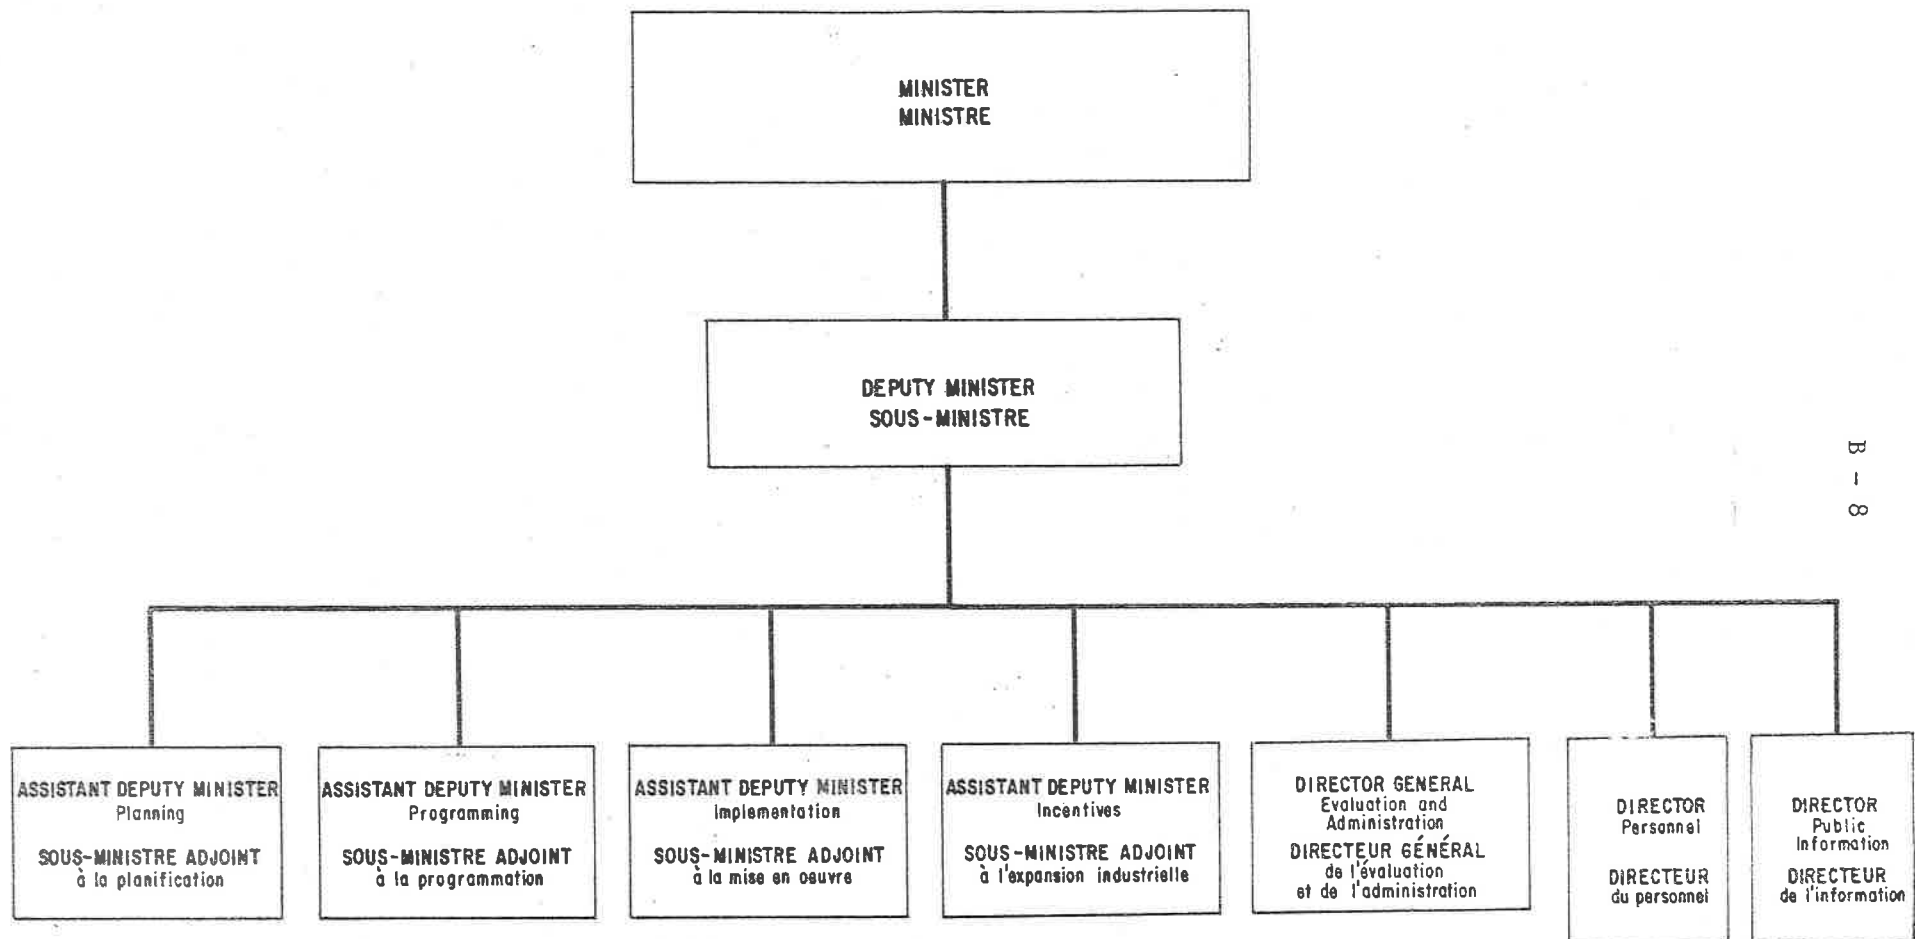 MINISTER
MINISTRE
DEPUTY MINISTER
SOUS-MINISTRE
B - 8
ASSISTANT DEPUTY MINISTER
Planning
SOUS-MINISTRE ADJOINT
à la planification
ASSISTANT DEPUTY MINISTER
Programming
SOUS-MINISTRE ADJOINT
à la programmation
ASSISTANT DEPUTY MINISTER
Implementation
SOUS-MINISTRE ADJOINT
à la mise en oeuvre
ASSISTANT DEPUTY MINISTER
Incentives
SOUS-MINISTRE ADJOINT
à l'expansion industrielle
DIRECTOR GENERAL
Evaluation and
Administration
DIRECTEUR GÉNÉRAL
de l'évaluation
et de l'administration
DIRECTOR
Personnel
DIRECTEUR
du personnel
DIRECTOR
Public
Information
DIRECTEUR
de l'information